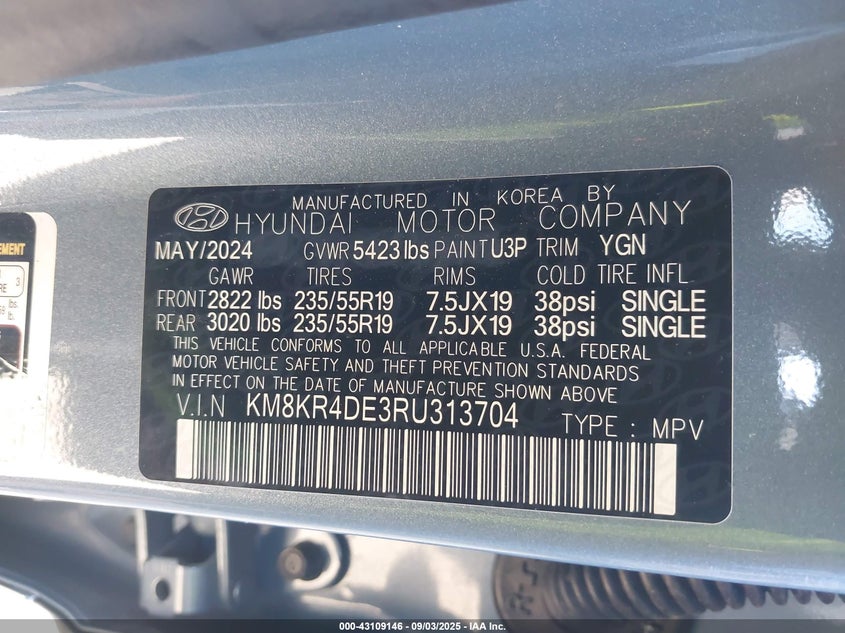 MANUFACTURED IN KOREA BY
HYUNDAI MOTOR COMPANY
MAY/2024 GVWR 5423 lbs PAINT U3P TRIM YGN
GAWR TIRES RIMS COLD TIRE INFL
FRONT 2822 lbs 235/55R19 7.5JX19 38psi SINGLE
REAR 3020 lbs 235/55R19 7.5JX19 38psi SINGLE
THIS VEHICLE CONFORMS TO ALL APPLICABLE U.S.A. FEDERAL
MOTOR VEHICLE SAFETY AND THEFT PREVENTION STANDARDS
IN EFFECT ON THE DATE OF MANUFACTURE SHOWN ABOVE
V.I.N KM8KR4DE3RU313704 TYPE : MPV
000-43109146 - 09/03/2025 - IAA Inc.